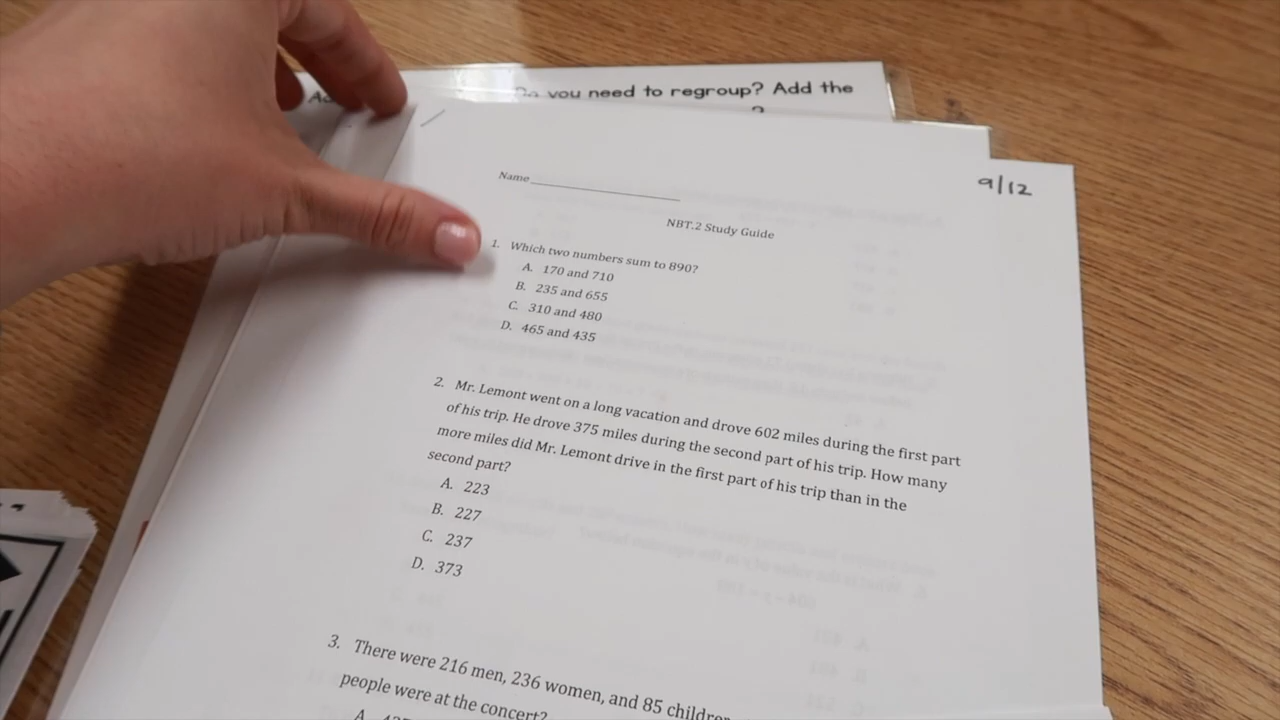 Do you need to regroup? Add the
?
9/12
Name
NBT.2 Study Guide
1. Which two numbers sum to 890?
A. 170 and 710
B. 235 and 655
C. 310 and 480
D. 465 and 435
2. Mr. Lemont went on a long vacation and drove 602 miles during the first part
of his trip. He drove 375 miles during the second part of his trip. How many
more miles did Mr. Lemont drive in the first part of his trip than in the
second part?
A. 223
B. 227
C. 237
D. 373
3. There were 216 men, 236 women, and 85 children
people were at the concert?
A.